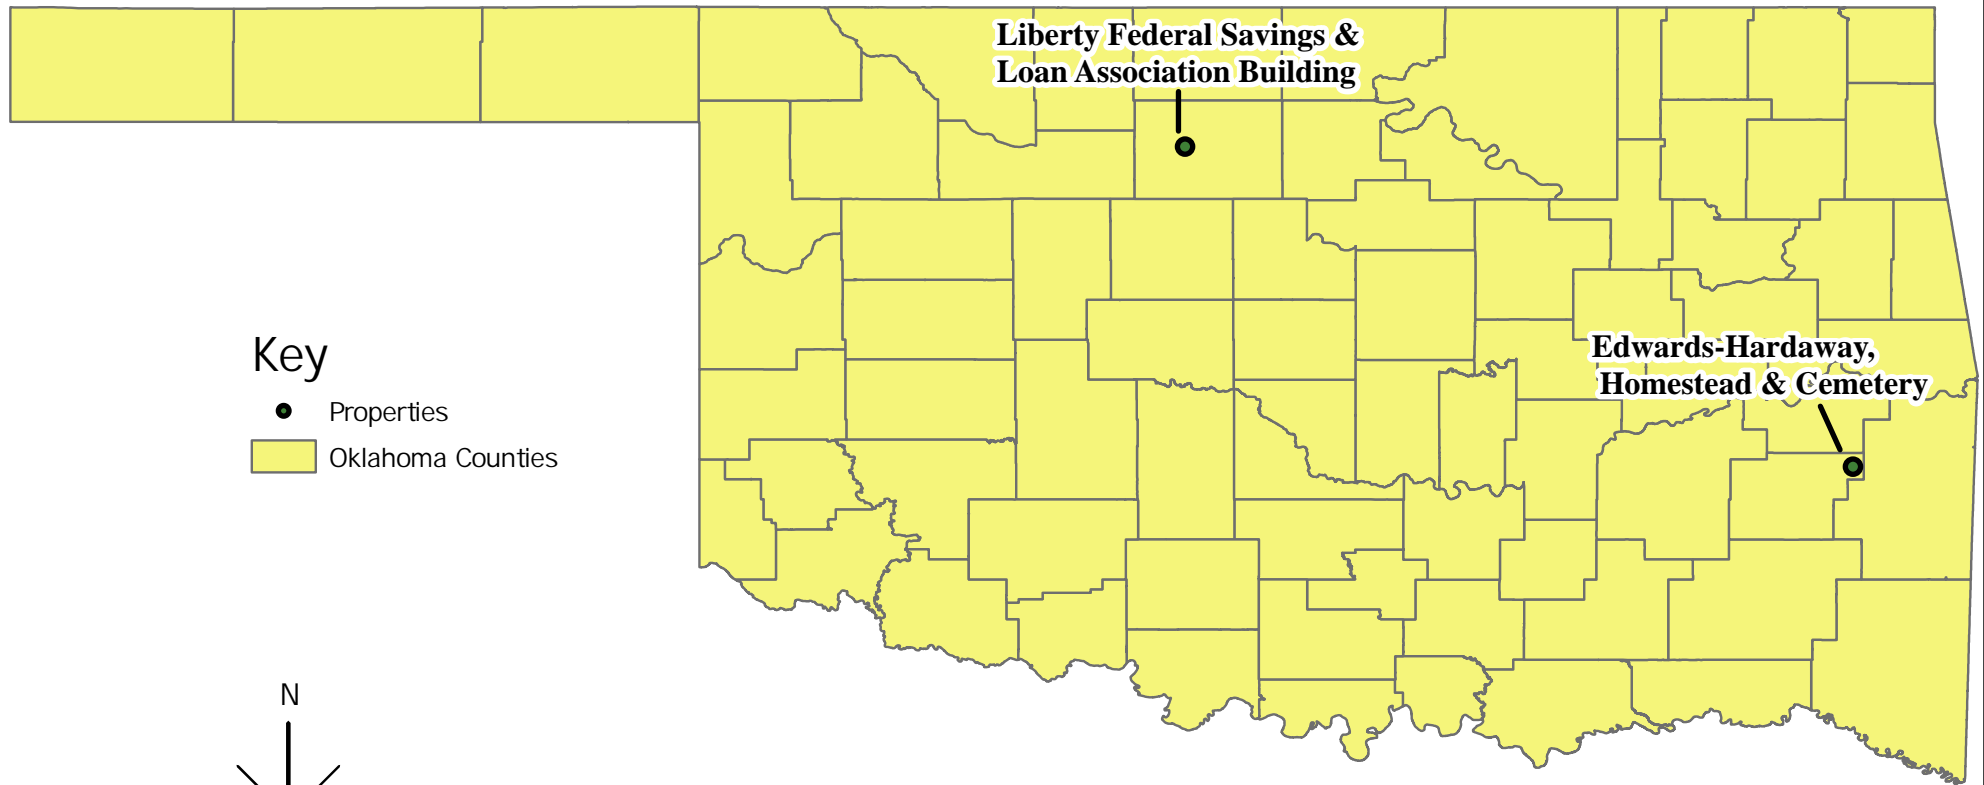 Liberty Federal Savings &
Loan Association Building
Edwards-Hardaway,
Homestead & Cemetery
Key
Properties
Oklahoma Counties
N